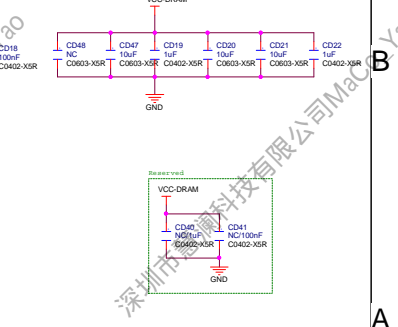 VCC-DRAM
CD18
100nF
C0402-X5R
CD48
NC
C0603-X5R
CD47
10uF
C0603-X5R
CD19
1uF
C0402-X5R
CD20
10uF
C0603-X5R
CD21
10uF
C0603-X5R
CD22
1uF
C0402-X5R
B
GND
Reserved
VCC-DRAM
CD40
NC/1uF
C0402-X5R
CD41
NC/100nF
C0402-X5R
GND
A